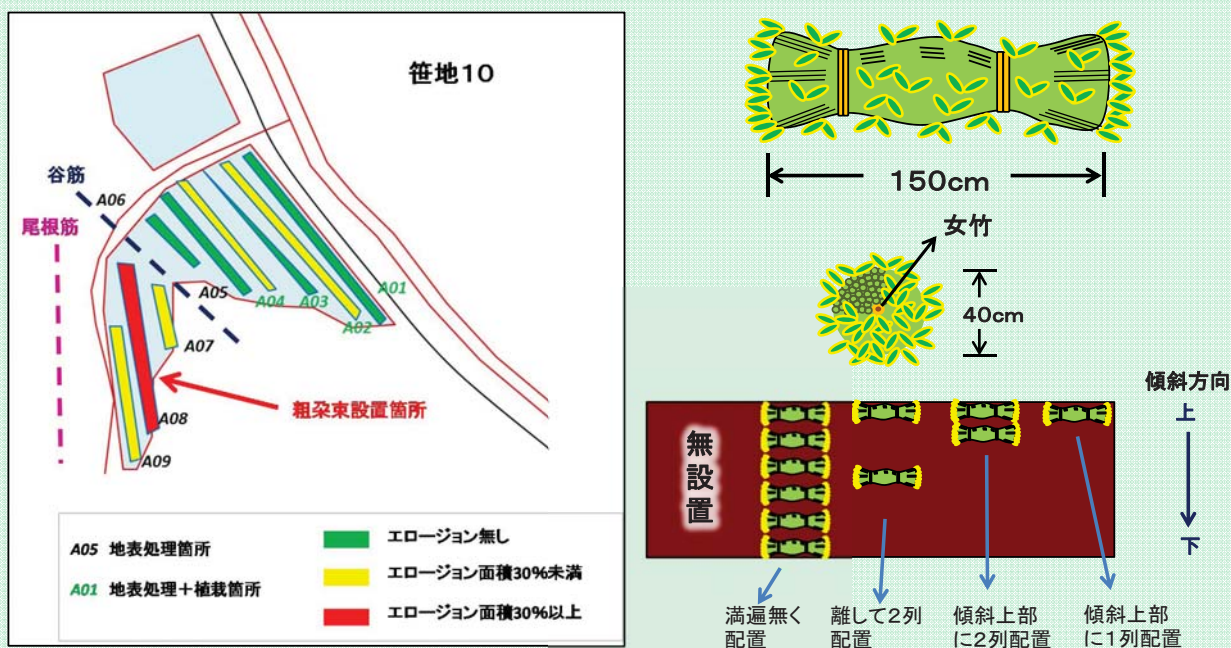 笹地10
谷筋
A06
尾根筋
A05
A04
A03
A01
A02
A07
粗朶束設置箇所
A08
A09
A05 地表処理箇所
A01 地表処理＋植栽箇所
エロージョン無し
エロージョン面積30%未満
エロージョン面積30%以上
150cm
女竹
40cm
傾斜方向
上
下
無設置
満遍無く
配置
離して2列
配置
傾斜上部
に2列配置
傾斜上部
に1列配置